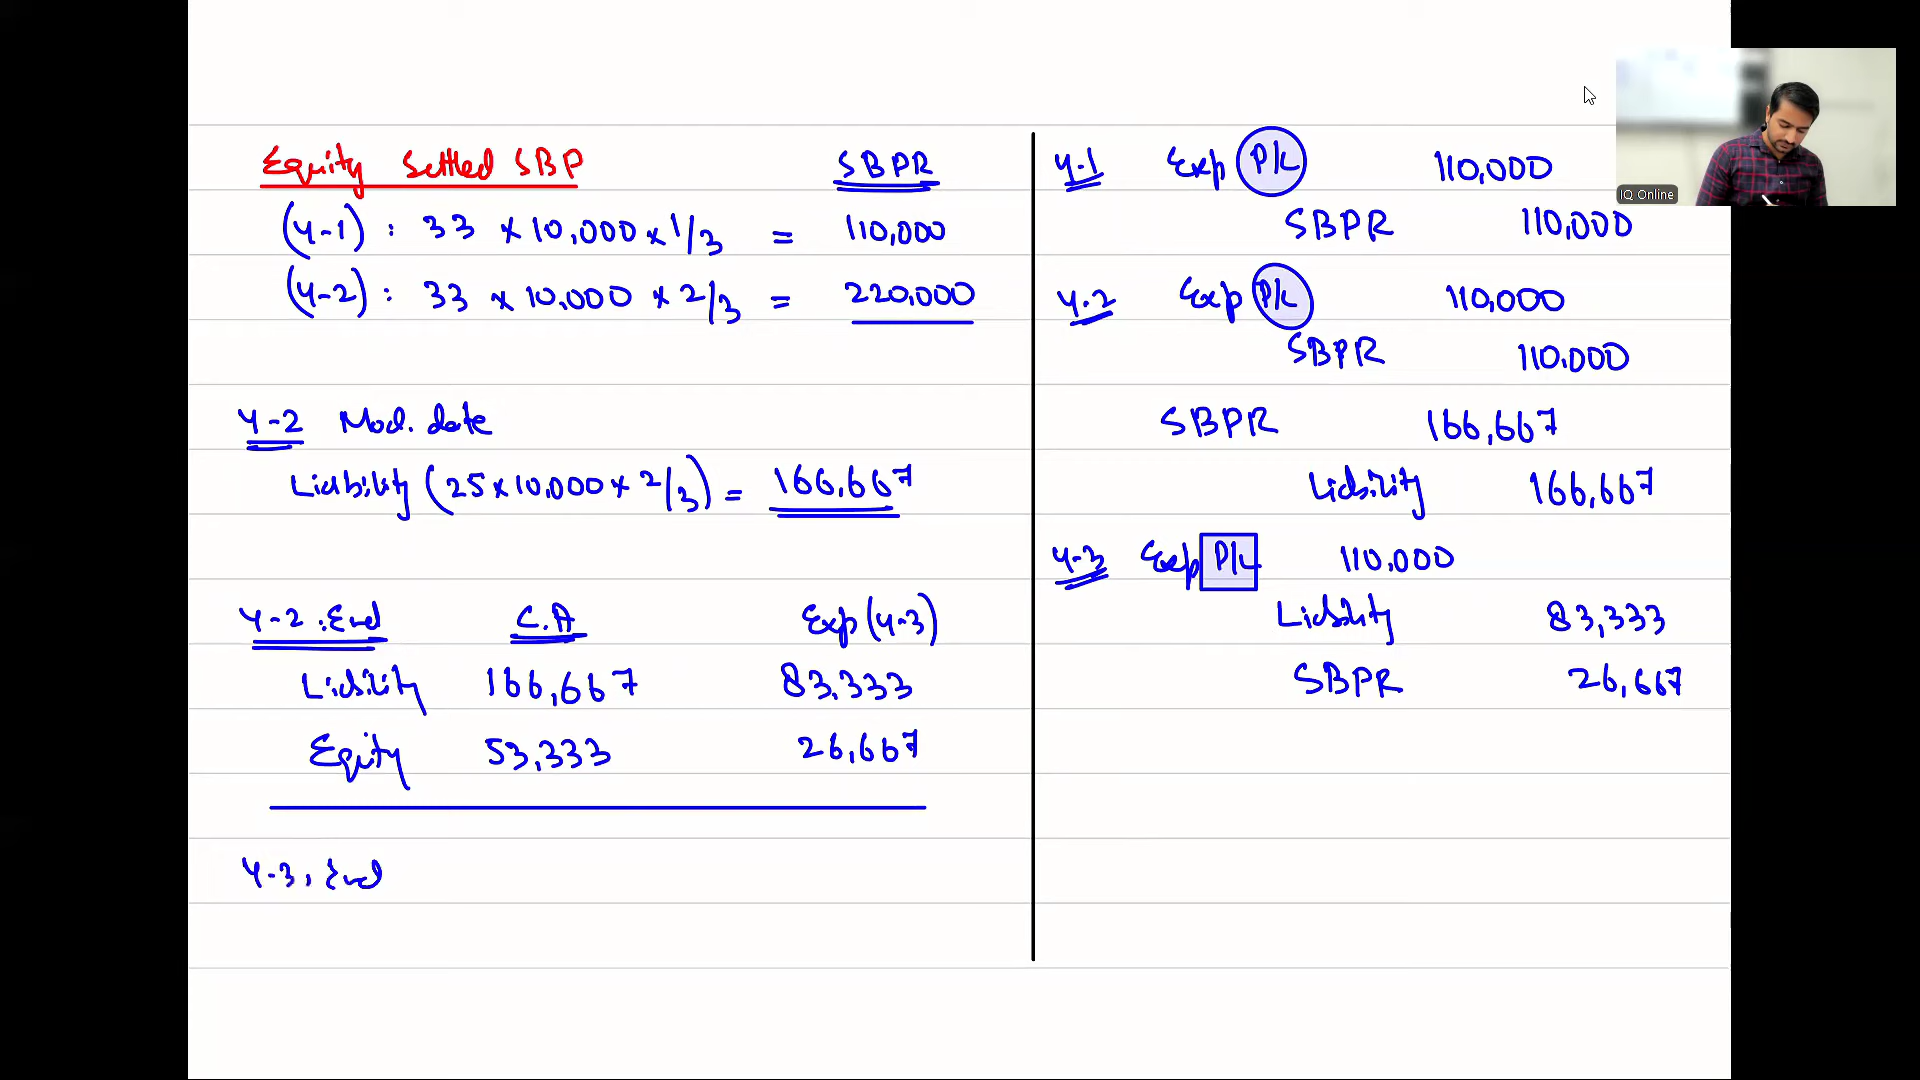 Equity Settled SBP SBPR
(Y-1) : 33 × 10,000 × 1/3 = 110,000
(Y-2) : 33 × 10,000 × 2/3 = 220,000
Y-2 Mod. date
Liability (25 × 10,000 × 2/3) = 166,667
Y-2 : End C.A Exp (Y-3)
Liability 166,667 83,333
Equity 53,333 26,667
Y-3, End
Y-1 Exp P/L 110,000
SBPR 110,000
Y-2 Exp P/L 110,000
SBPR 110,000
SBPR 166,667
Liability 166,667
Y-3 Exp P/L 110,000
Liability 83,333
SBPR 26,667
IQ Online